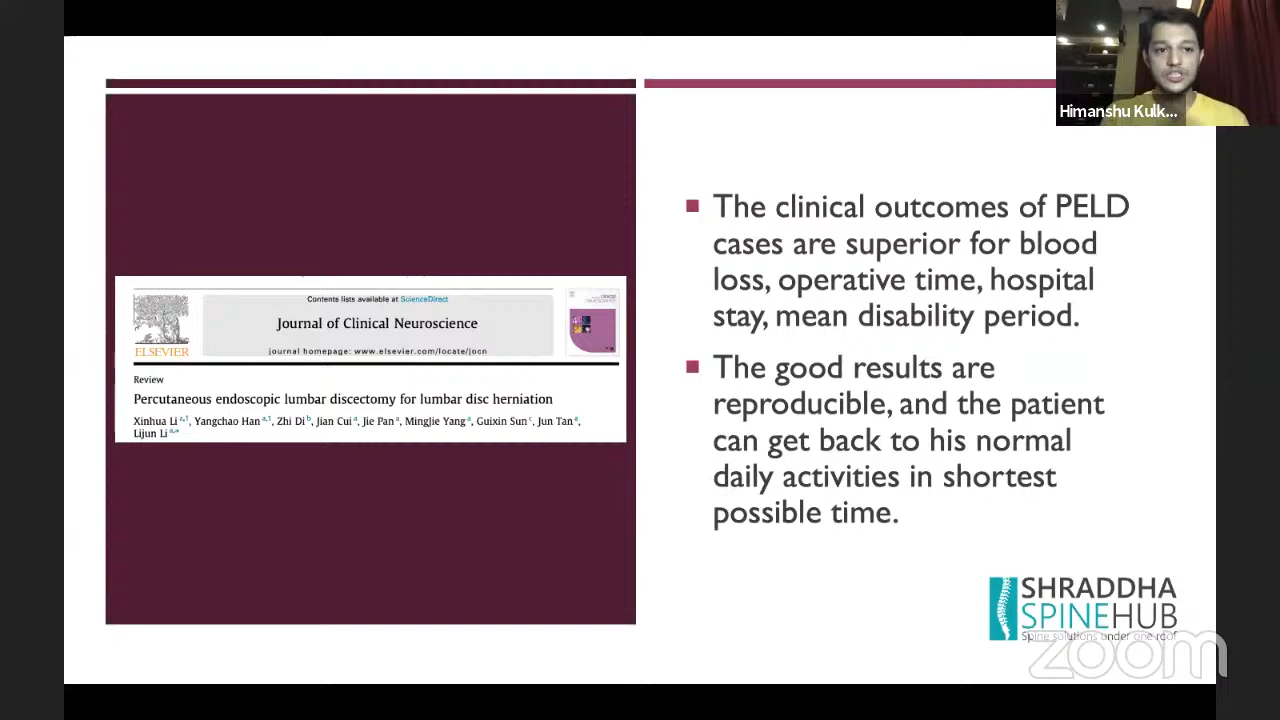 Himanshu Kulk...
Contents lists available at ScienceDirect
Journal of Clinical Neuroscience
journal homepage: www.elsevier.com/locate/jocn
ELSEVIER
Review
Percutaneous endoscopic lumbar discectomy for lumbar disc herniation
Xinhua Li a,1, Yangchao Han a,1, Zhi Di b, Jian Cui a, Jie Pan a, MingJie Yang a, Guixin Sun c, Jun Tan a,
Lijun Li a,*
■ The clinical outcomes of PELD
cases are superior for blood
loss, operative time, hospital
stay, mean disability period.
■ The good results are
reproducible, and the patient
can get back to his normal
daily activities in shortest
possible time.
SHRADDHA
SPINEHUB
Spine solutions under one roof
zoom